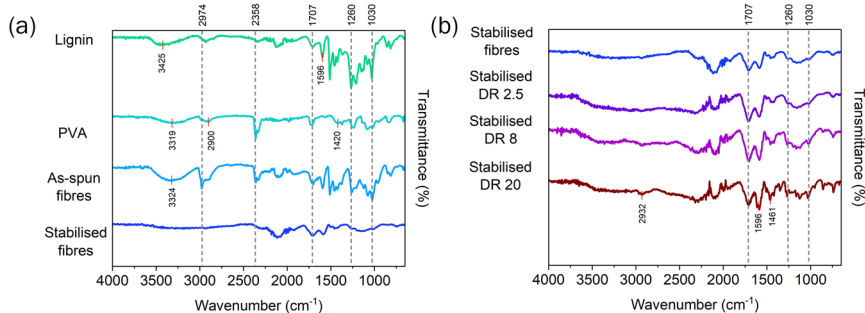 (a)
2974
2358
1707
1260
1030
Lignin
3425
1596
PVA
3319
2900
1420
As-spun
fibres
3324
Stabilised
fibres
Transmittance (%)
4000
3500
3000
2500
2000
1500
1000
Wavenumber (cm-1)
(b)
1707
1260
1030
Stabilised
fibres
Stabilised
DR 2.5
Stabilised
DR 8
Stabilised
DR 20
2932
1596
1461
Transmittance (%)
4000
3500
3000
2500
2000
1500
1000
Wavenumber (cm-1)